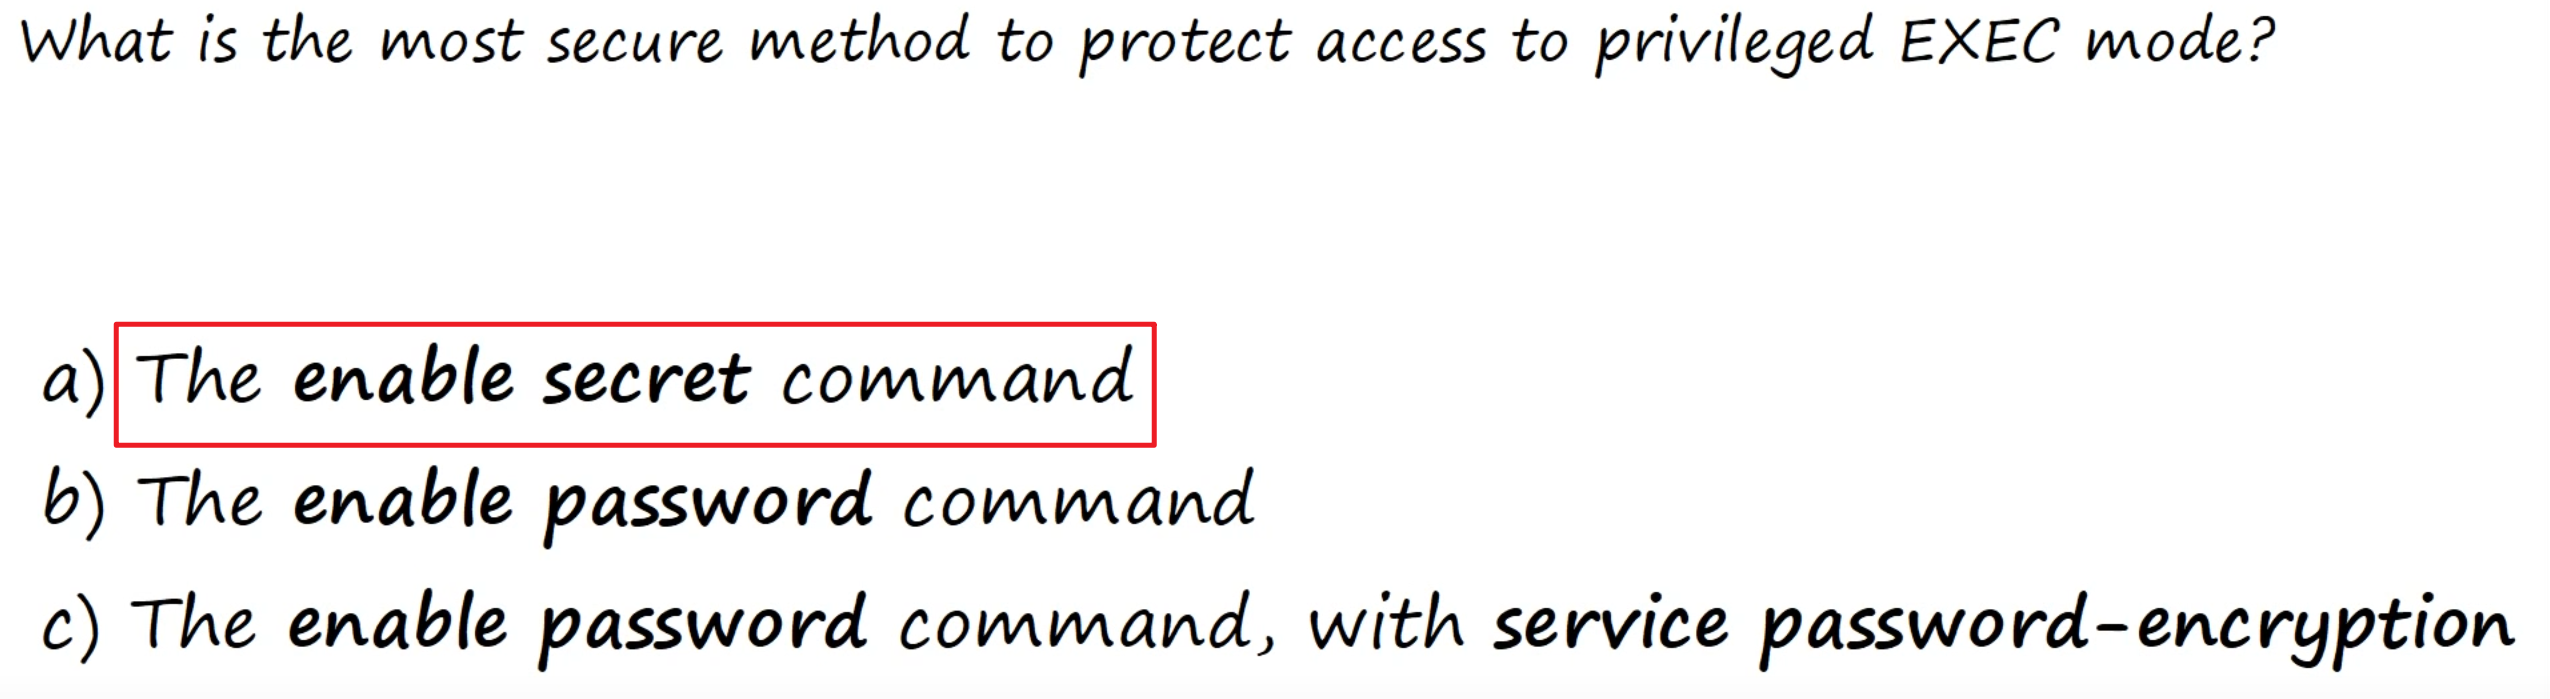 What is the most secure method to protect access to privileged EXEC mode?
a) The enable secret command
b) The enable password command
c) The enable password command, with service password-encryption